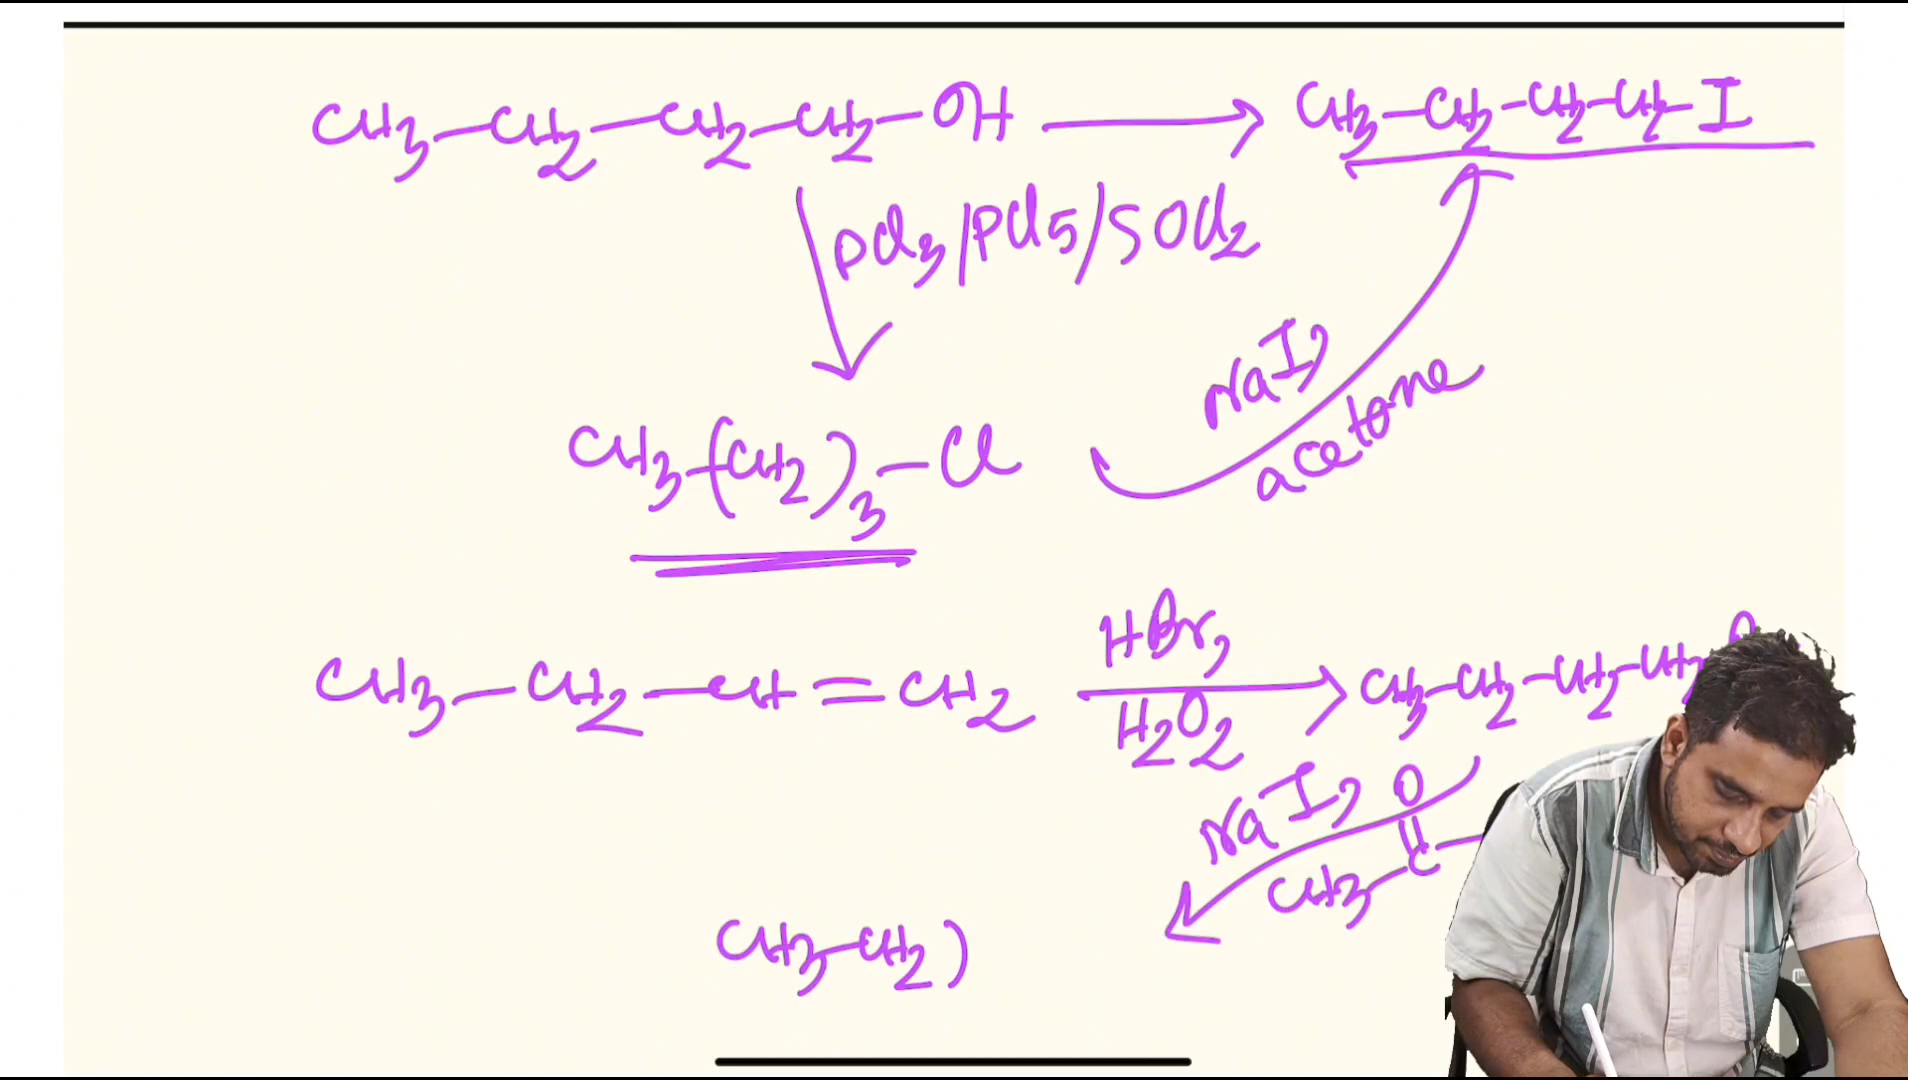 CH3-CH2-CH2-CH2-OH ⟶ CH3-CH2-CH2-CH2-I
PCl3/PCl5/SOCl2
NaI,
acetone
CH3-(CH2)3-Cl
HBr,
CH3-CH2-CH=CH2 ⟶ CH3-CH2-CH2-CH2
H2O2
NaI, O
CH3-C-
CH3-CH2)